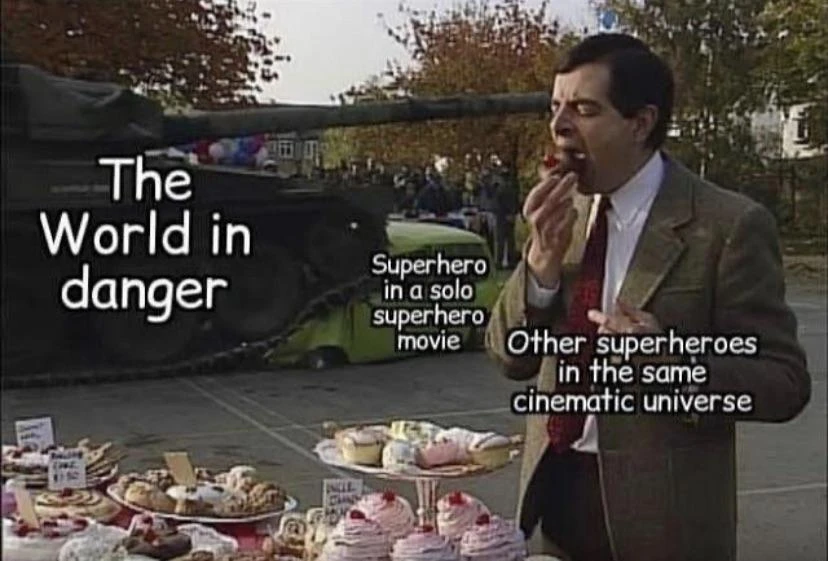 The
World in
danger
Superhero
in a solo
superhero
movie
Other superheroes
in the same
cinematic universe